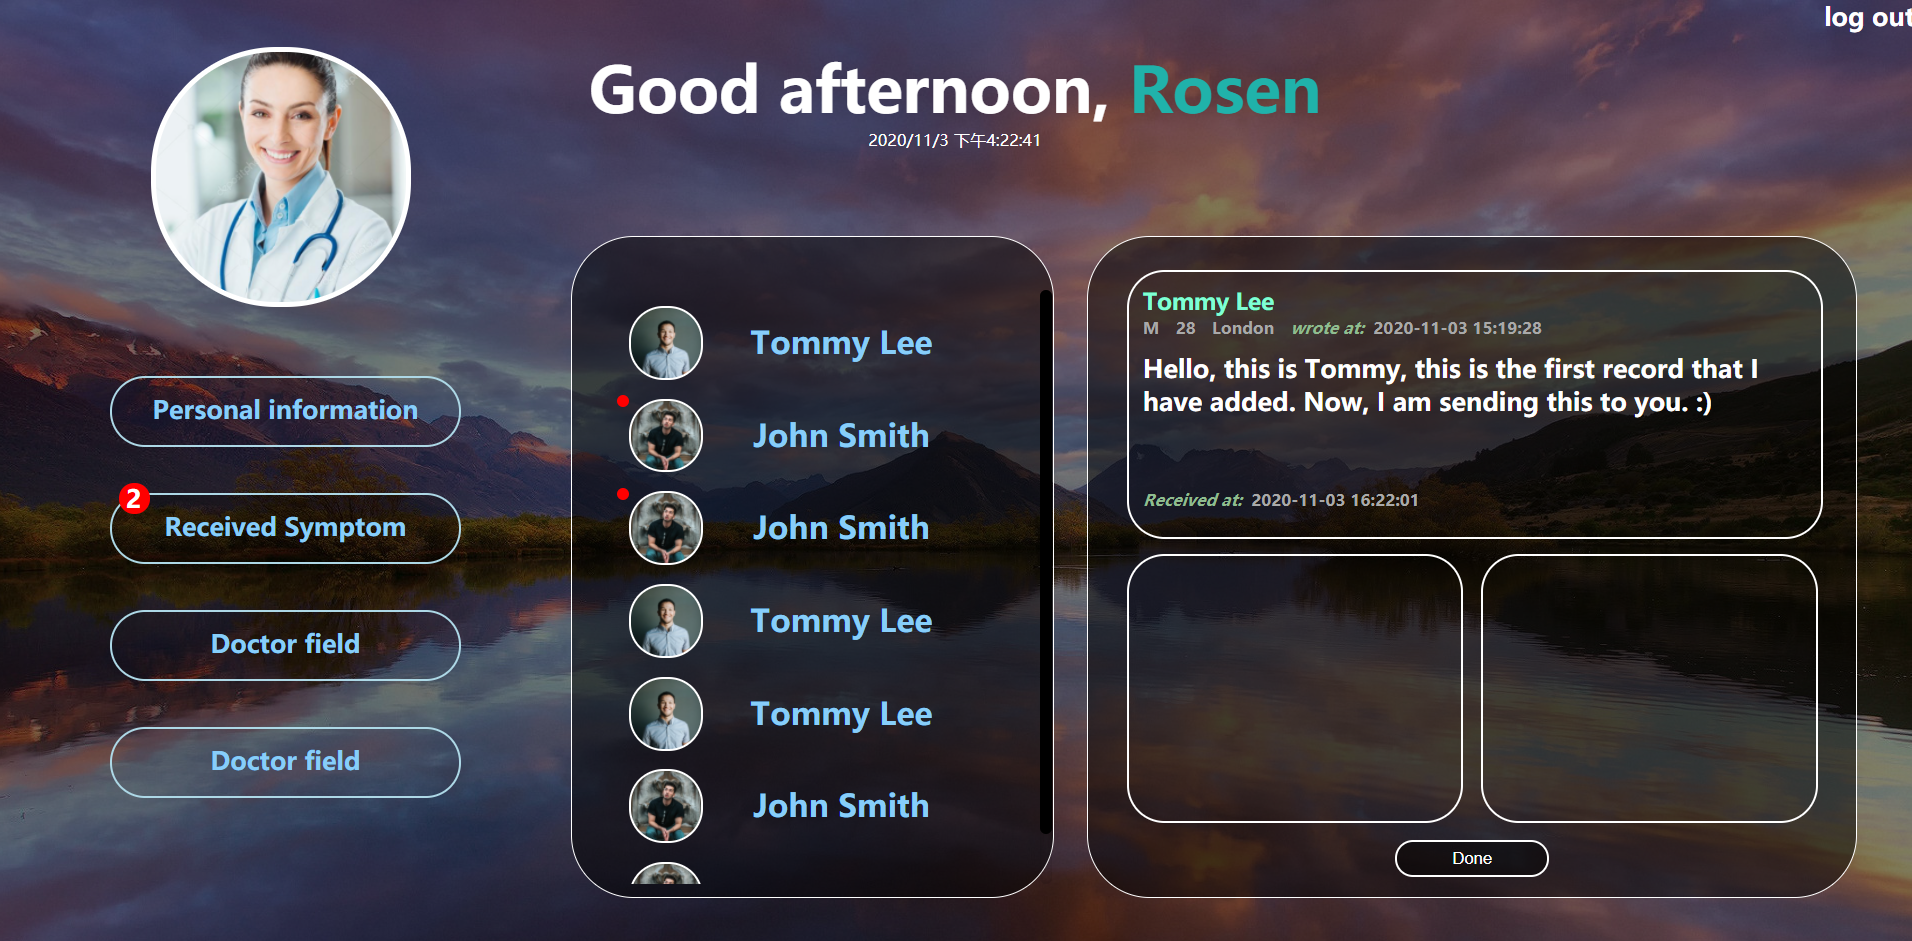 log out
Good afternoon, Rosen
2020/11/3 下午4:22:41
Personal information
2
Received Symptom
Doctor field
Doctor field
Tommy Lee
John Smith
John Smith
Tommy Lee
Tommy Lee
John Smith
Tommy Lee
M 28 London wrote at: 2020-11-03 15:19:28
Hello, this is Tommy, this is the first record that I
have added. Now, I am sending this to you. :)
Received at: 2020-11-03 16:22:01
Done